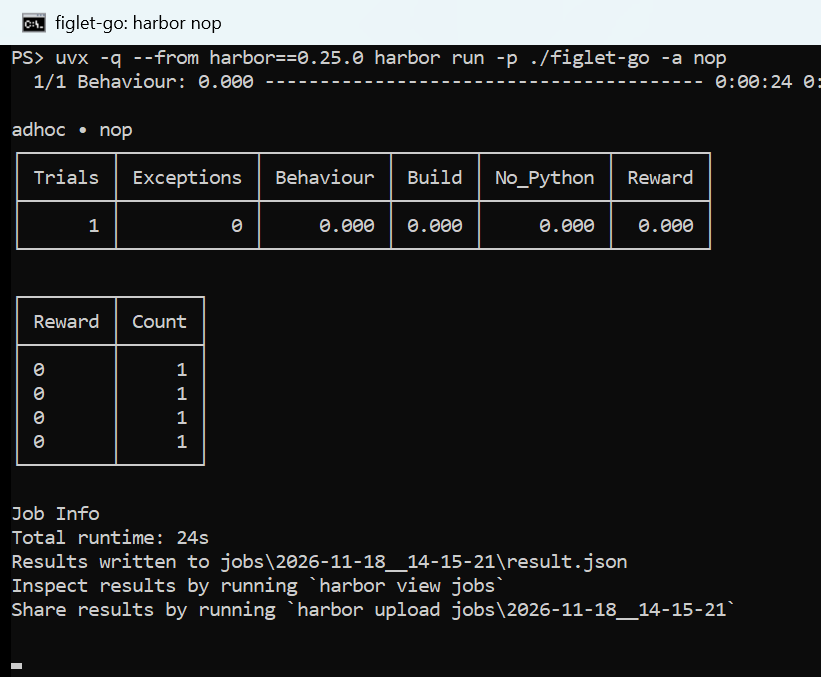 figlet-go: harbor nop
PS> uvx -q --from harbor==0.25.0 harbor run -p ./figlet-go -a nop
1/1 Behaviour: 0.000 ---------------------------------------- 0:00:24 0:
adhoc • nop
Trials Exceptions Behaviour Build No_Python Reward
1 0 0.000 0.000 0.000 0.000
Reward Count
0 1
0 1
0 1
0 1
Job Info
Total runtime: 24s
Results written to jobs\2026-11-18__14-15-21\result.json
Inspect results by running `harbor view jobs`
Share results by running `harbor upload jobs\2026-11-18__14-15-21`